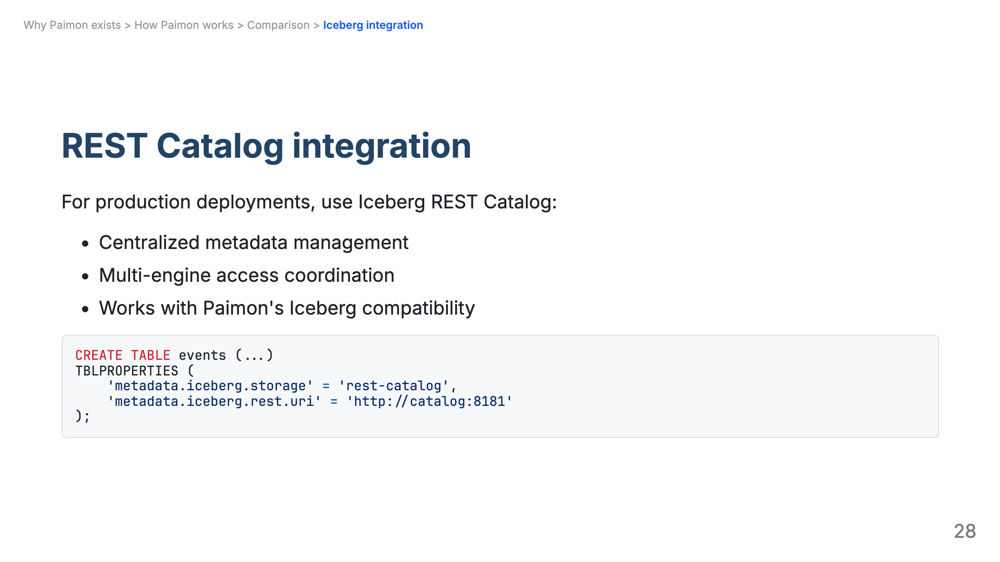 Why Paimon exists > How Paimon works > Comparison > Iceberg integration
REST Catalog integration
For production deployments, use Iceberg REST Catalog:
• Centralized metadata management
• Multi-engine access coordination
• Works with Paimon's Iceberg compatibility
CREATE TABLE events (...)
TBLPROPERTIES (
    'metadata.iceberg.storage' = 'rest-catalog',
    'metadata.iceberg.rest.uri' = 'http://catalog:8181'
);
28